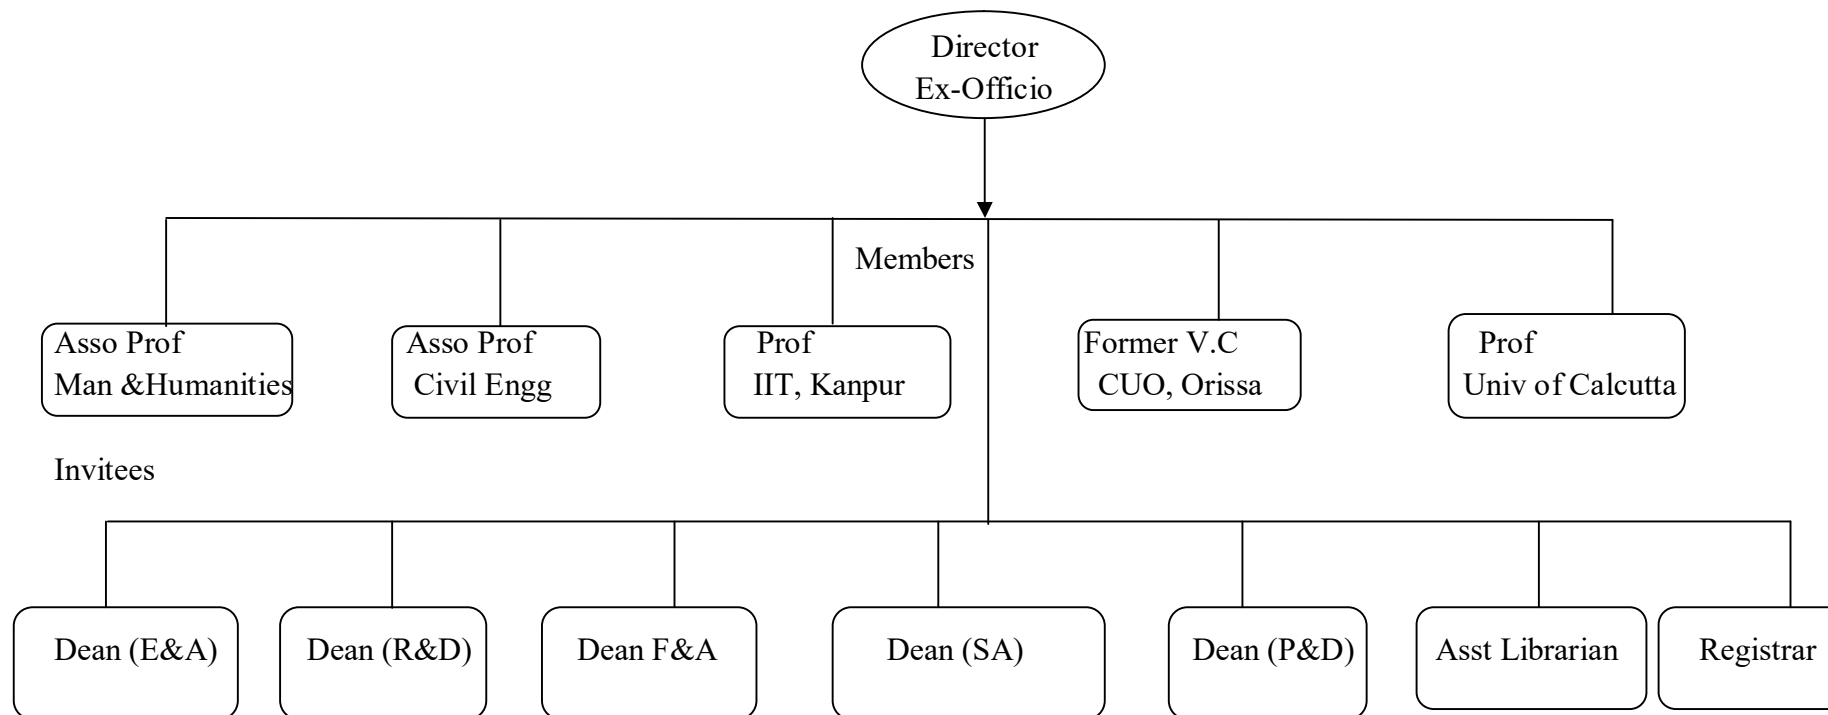 Director
Ex-Officio
Members
Asso Prof
Man &Humanities
Asso Prof
Civil Engg
Prof
IIT, Kanpur
Former V.C
CUO, Orissa
Prof
Univ of Calcutta
Invitees
Dean (E&A)
Dean (R&D)
Dean F&A
Dean (SA)
Dean (P&D)
Asst Librarian
Registrar